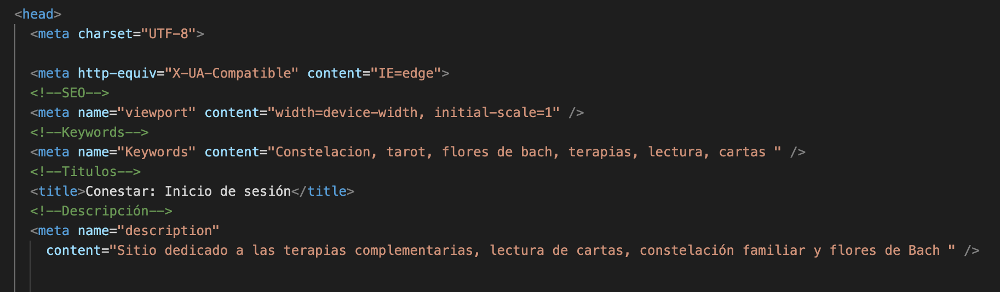 <head>
<meta charset="UTF-8">
<meta http-equiv="X-UA-Compatible" content="IE=edge">
<!--SEO-->
<meta name="viewport" content="width=device-width, initial-scale=1" />
<!--Keywords-->
<meta name="Keywords" content="Constelacion, tarot, flores de bach, terapias, lectura, cartas " />
<!--Titulos-->
<title>Conestar: Inicio de sesión</title>
<!--Descripción-->
<meta name="description"
content="Sitio dedicado a las terapias complementarias, lectura de cartas, constelación familiar y flores de Bach " />